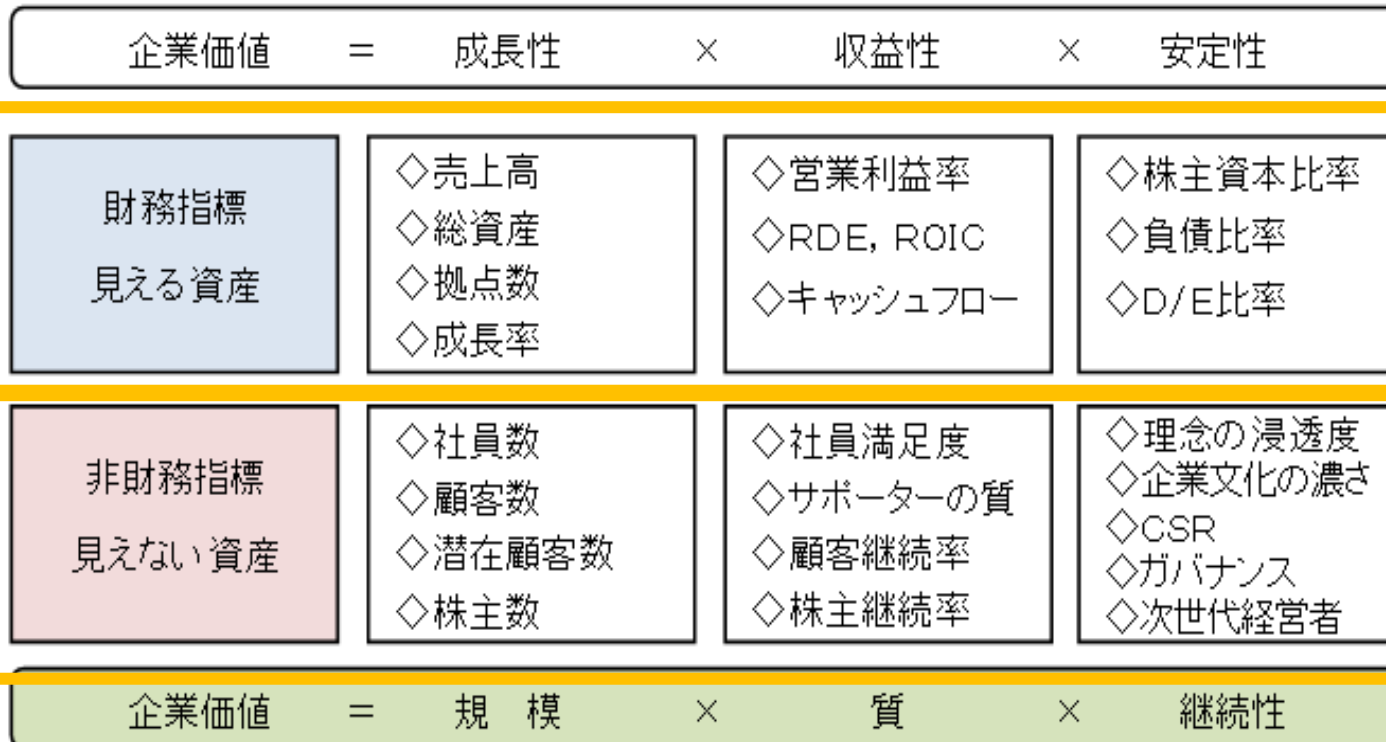 企業価値 = 成長性 × 収益性 × 安定性
財務指標
見える資産
◇売上高
◇総資産
◇拠点数
◇成長率
◇営業利益率
◇RDE, ROIC
◇キャッシュフロー
◇株主資本比率
◇負債比率
◇D/E比率
非財務指標
見えない資産
◇社員数
◇顧客数
◇潜在顧客数
◇株主数
◇社員満足度
◇サポーターの質
◇顧客継続率
◇株主継続率
◇理念の浸透度
◇企業文化の濃さ
◇CSR
◇ガバナンス
◇次世代経営者
企業価値 = 規 模 × 質 × 継続性